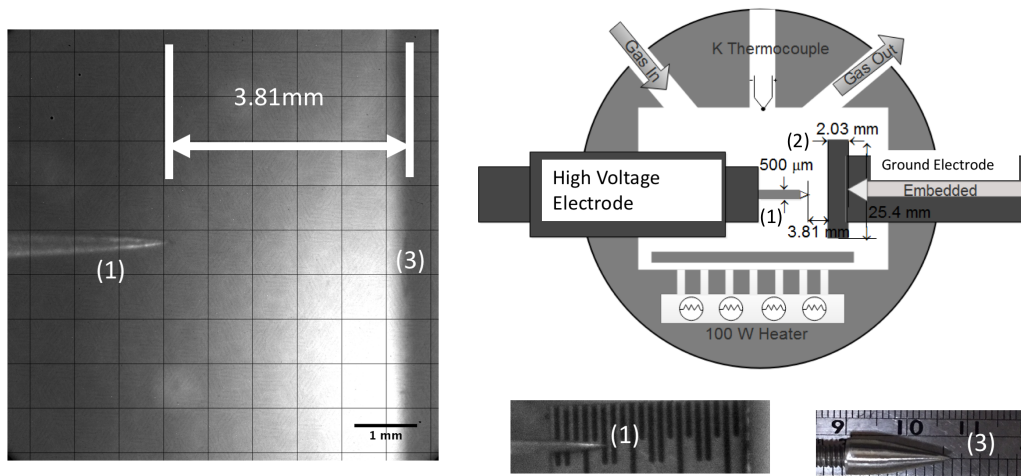 3.81mm
(1)
(3)
1 mm
Gas In
K Thermocouple
Gas Out
2.03 mm
(2)
500 μm
Ground Electrode
High Voltage
Electrode
Embedded
(1)
25.4 mm
3.81 mm
100 W Heater
(1)
9 10 11
(3)